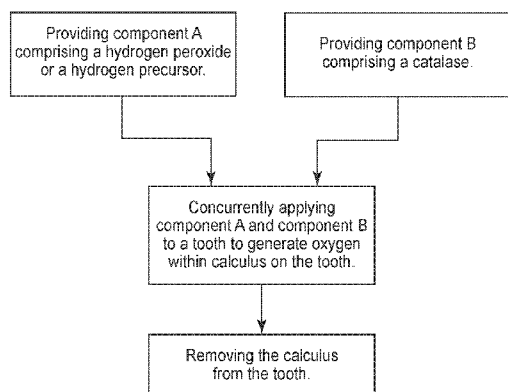 Providing component A
comprising a hydrogen peroxide
or a hydrogen precursor.
Providing component B
comprising a catalase.
Concurrently applying
component A and component B
to a tooth to generate oxygen
within calculus on the tooth.
Removing the calculus
from the tooth.